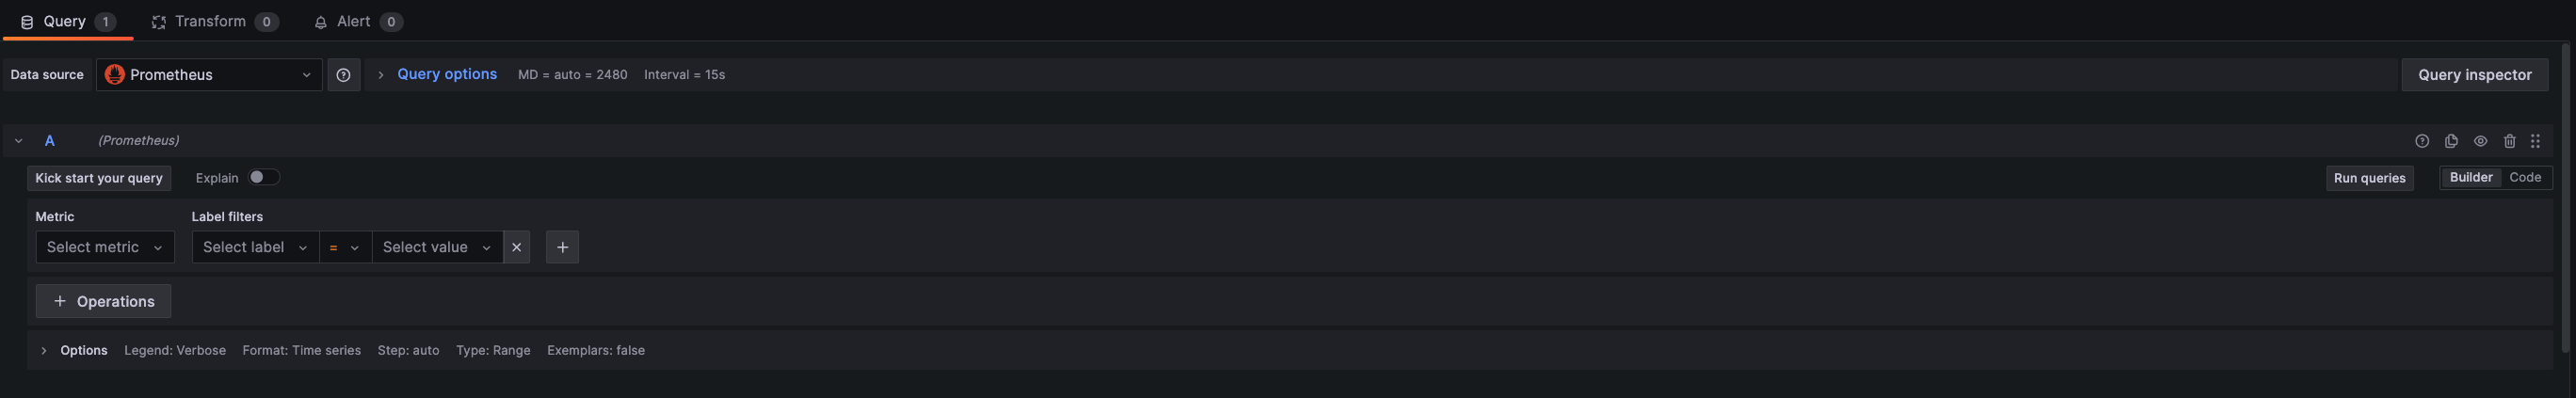 Query 1 Transform 0 Alert 0
Data source Prometheus Query options MD = auto = 2480 Interval = 15s Query inspector
A (Prometheus)
Kick start your query Explain Run queries Builder Code
Metric Label filters
Select metric Select label = Select value
+ Operations
Options Legend: Verbose Format: Time series Step: auto Type: Range Exemplars: false